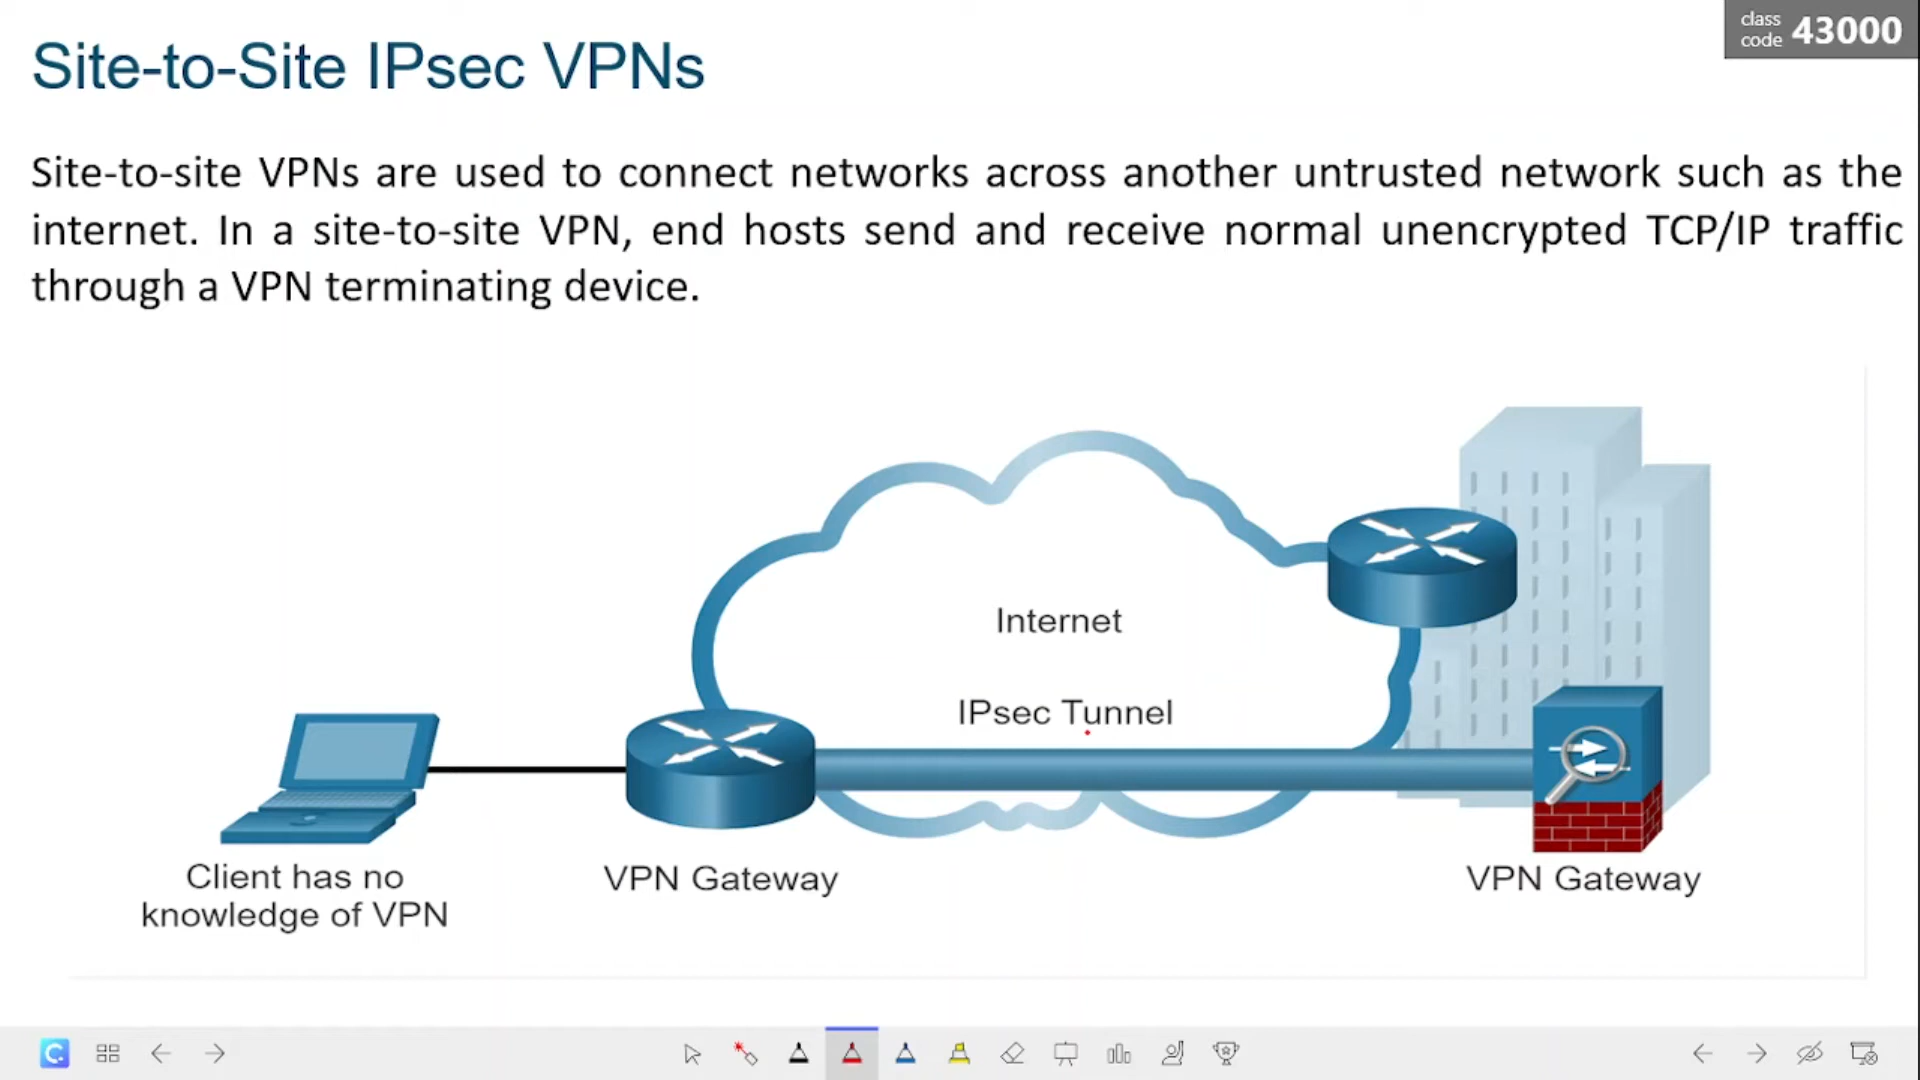 class
code 43000
Site-to-Site IPsec VPNs
Site-to-site VPNs are used to connect networks across another untrusted network such as the
internet. In a site-to-site VPN, end hosts send and receive normal unencrypted TCP/IP traffic
through a VPN terminating device.
Internet
IPsec Tunnel
Client has no
knowledge of VPN
VPN Gateway
VPN Gateway